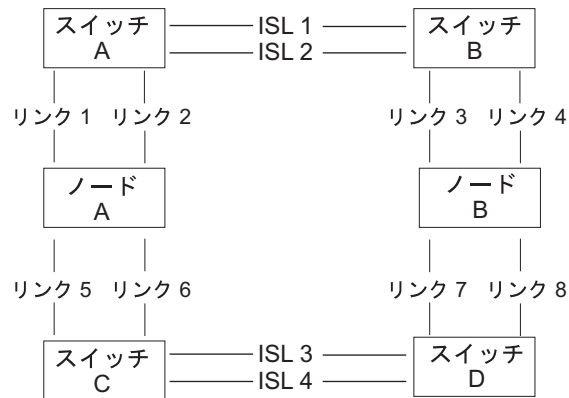 スイッチ
A
ISL 1
ISL 2
スイッチ
B
リンク 1
リンク 2
リンク 3
リンク 4
ノード
A
ノード
B
リンク 5
リンク 6
リンク 7
リンク 8
スイッチ
C
ISL 3
ISL 4
スイッチ
D